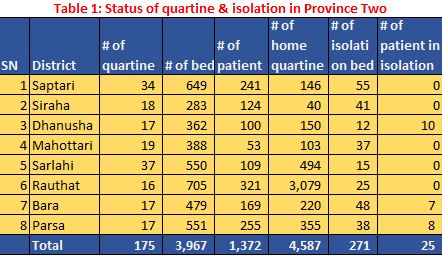 Table 1: Status of quartine & isolation in Province Two
SN District # of quartine # of bed # of patient # of home quartine # of isolati on bed # of patient in isolation
1 Saptari 34 649 241 146 55 0
2 Siraha 18 283 124 40 41 0
3 Dhanusha 17 362 100 150 12 10
4 Mahottari 19 388 53 103 37 0
5 Sarlahi 37 550 109 494 15 0
6 Rauthat 16 705 321 3,079 25 0
7 Bara 17 479 169 220 48 7
8 Parsa 17 551 255 355 38 8
Total 175 3,967 1,372 4,587 271 25